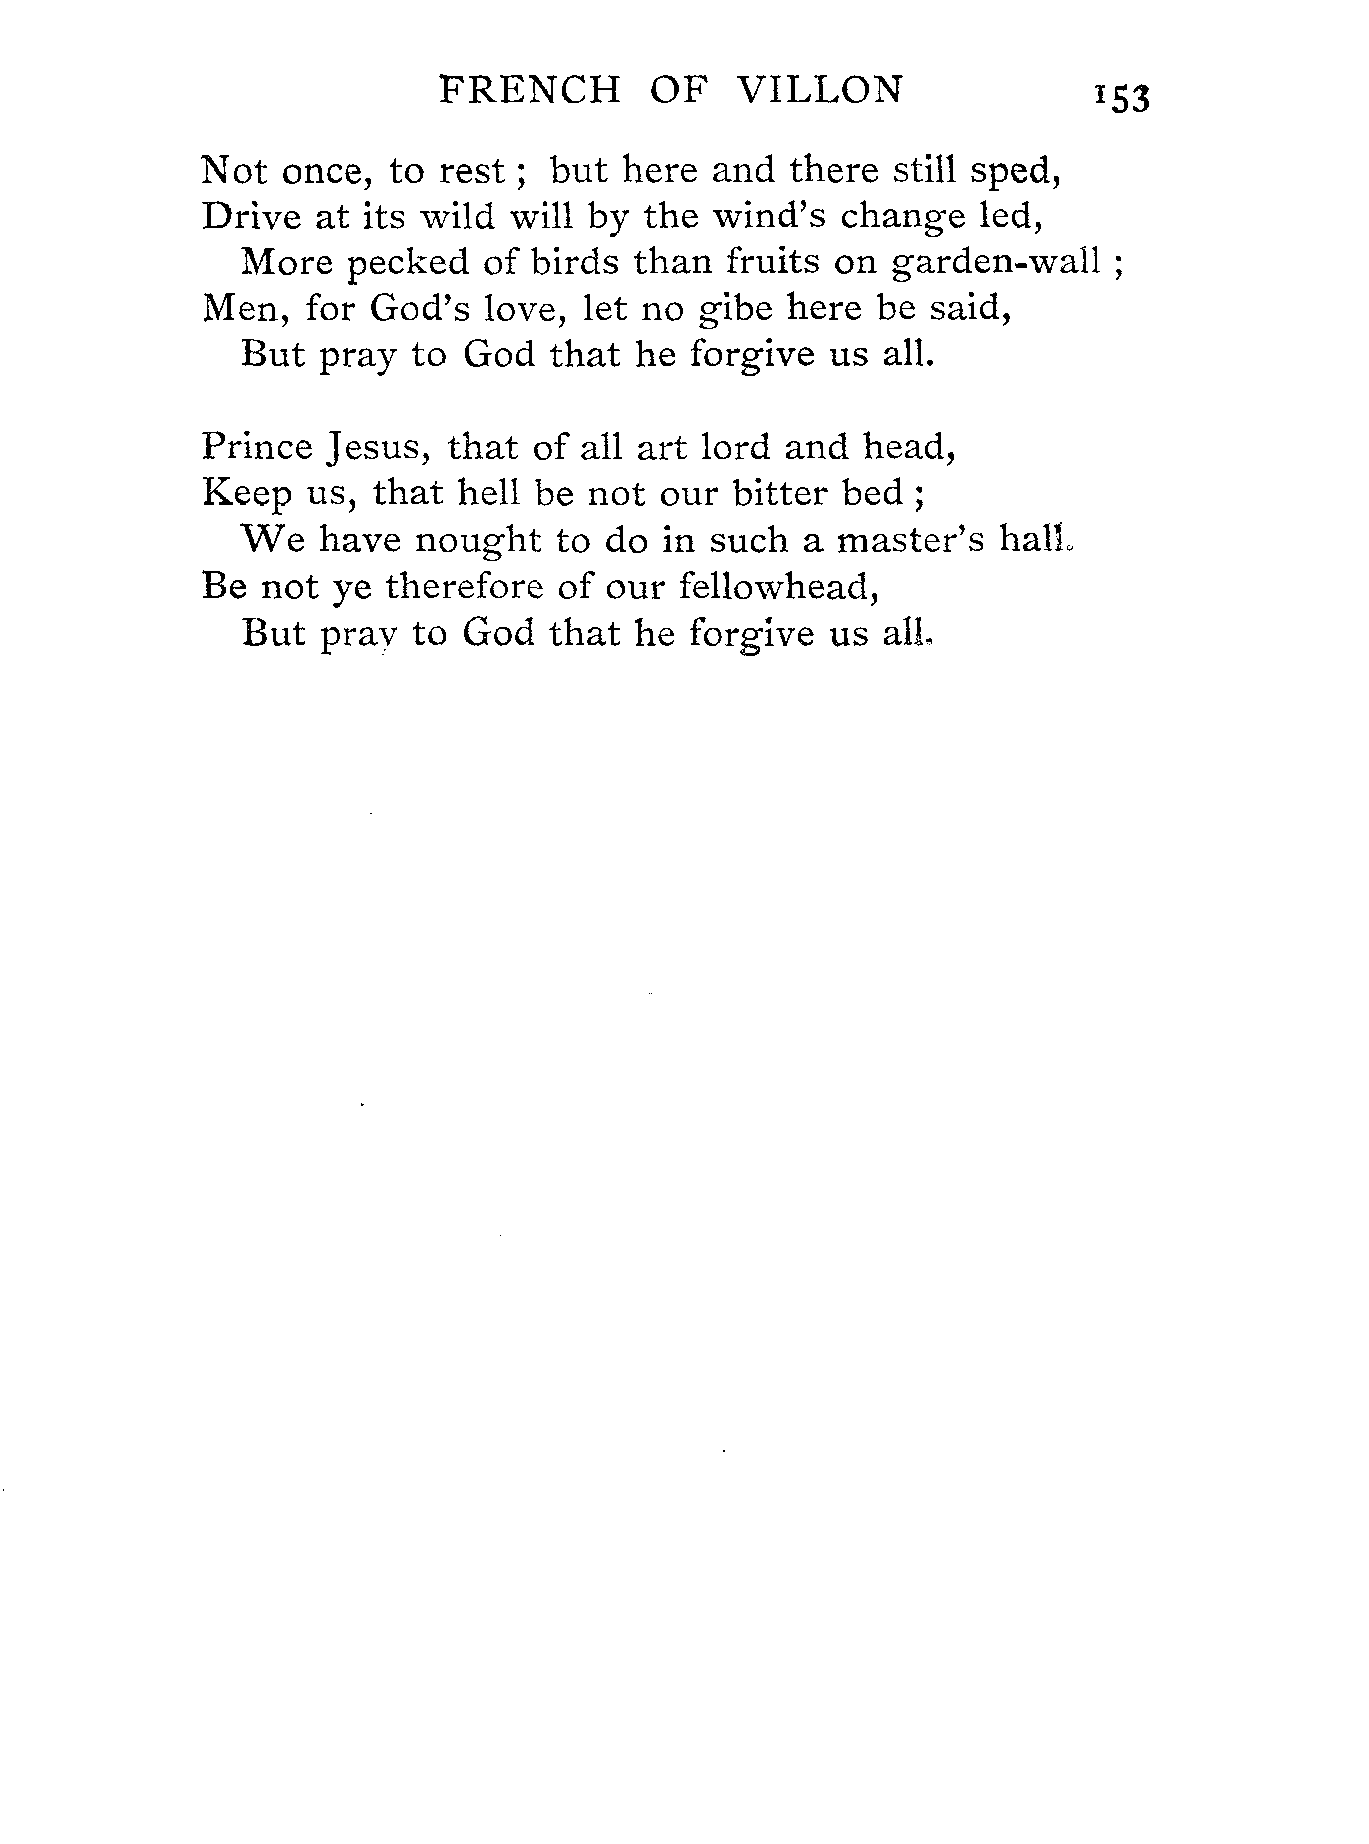 FRENCH OF VILLON 153
Not once, to rest ; but here and there still sped,
Drive at its wild will by the wind's change led,
More pecked of birds than fruits on garden-wall ;
Men, for God's love, let no gibe here be said,
But pray to God that he forgive us all.
Prince Jesus, that of all art lord and head,
Keep us, that hell be not our bitter bed ;
We have nought to do in such a master's hall.
Be not ye therefore of our fellowhead,
But pray to God that he forgive us all.